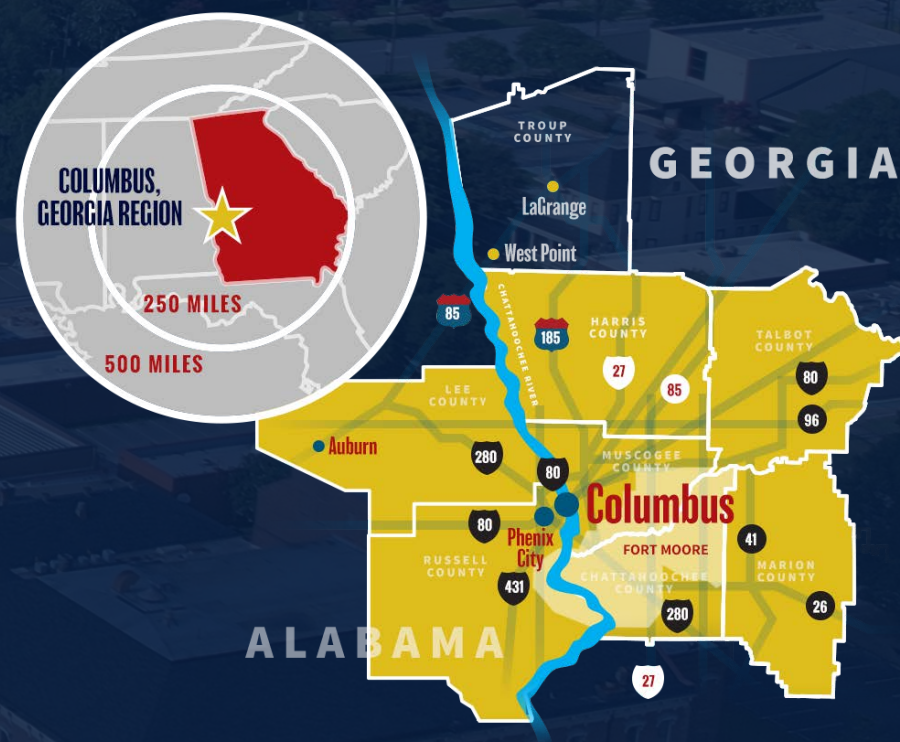 COLUMBUS,
GEORGIA REGION
250 MILES
500 MILES
TROUP
COUNTY
GEORGIA
LaGrange
West Point
85
CHATTAHOOCHEE RIVER
185
HARRIS
COUNTY
27
85
TALBOT
COUNTY
80
96
LEE
COUNTY
Auburn
280
80
MUSCOGEE
COUNTY
Columbus
80
Phenix
City
FORT MOORE
41
RUSSELL
COUNTY
431
CHATTAHOOCHEE
COUNTY
280
MARION
COUNTY
26
ALABAMA
27